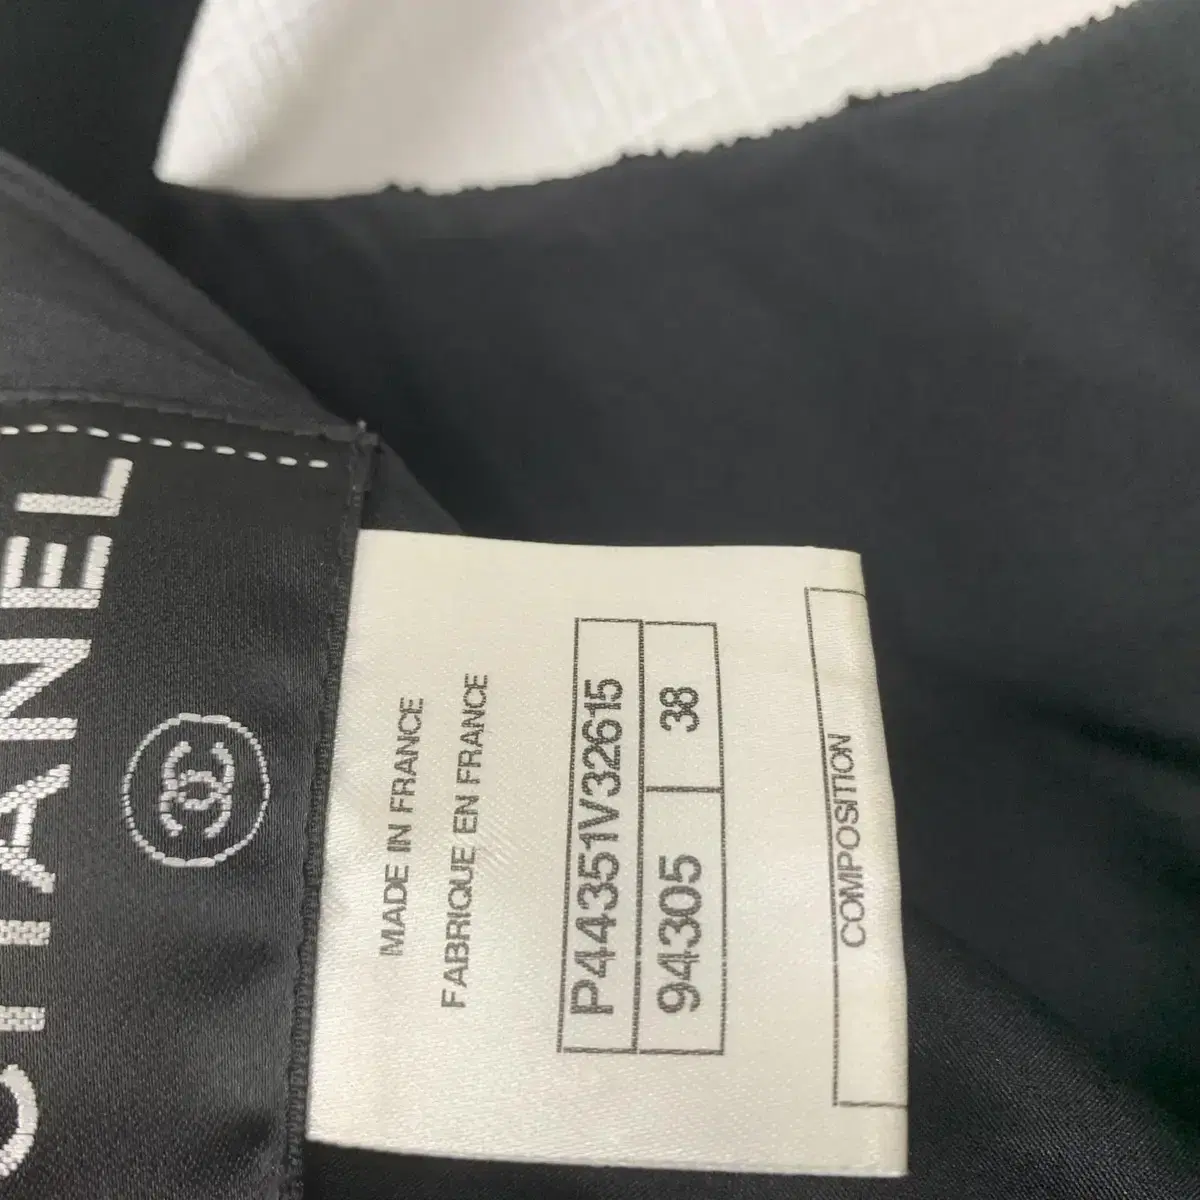 CHANEL
MADE IN FRANCE
FABRIQUE EN FRANCE
P44351V32615
94305 38
COMPOSITION